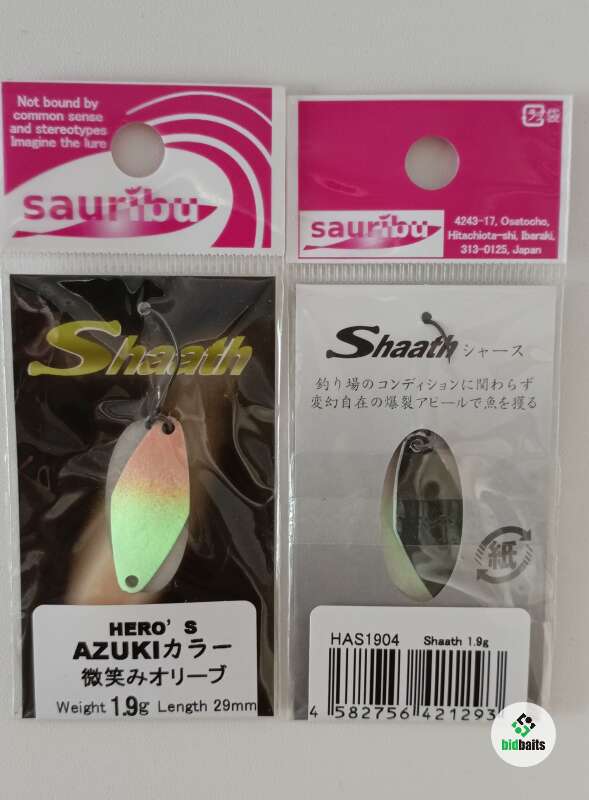 Not bound by
common sense
and stereotypes
Imagine the lure
sauribu
Shaath
HERO'S
AZUKIカラー
微笑みオリーブ
Weight 1.9g Length 29mm
プラ 袋
sauribu
4243-17, Osatocho,
Hitachiota-shi, Ibaraki,
313-0125, Japan
Shaath シャース
釣り場のコンディションに関わらず
変幻自在の爆裂アピールで魚を獲る
紙
HAS1904 Shaath 1.9g
4 582756 421293
bidbaits